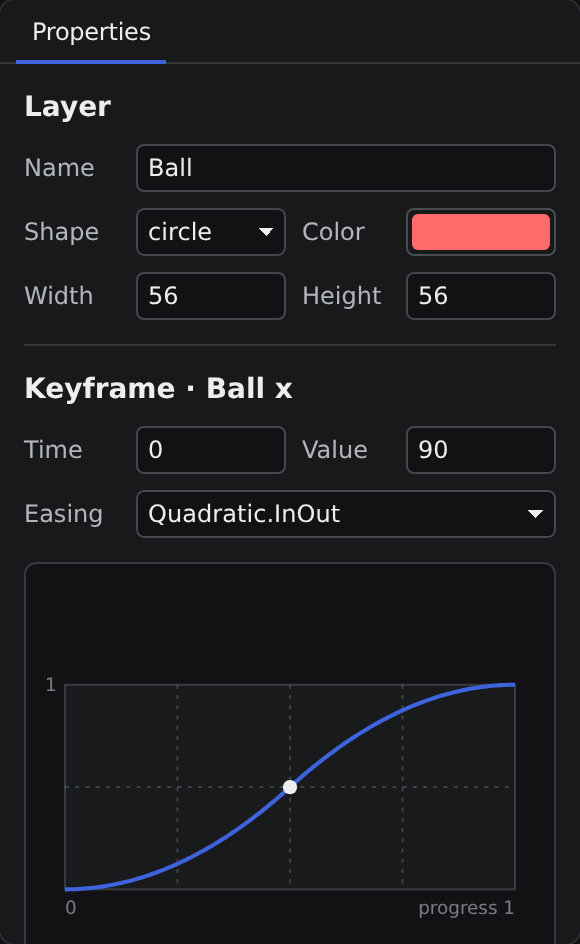 Properties
Layer
Name Ball
Shape circle Color
Width 56 Height 56
Keyframe · Ball x
Time 0 Value 90
Easing Quadratic.InOut
1
0 progress 1